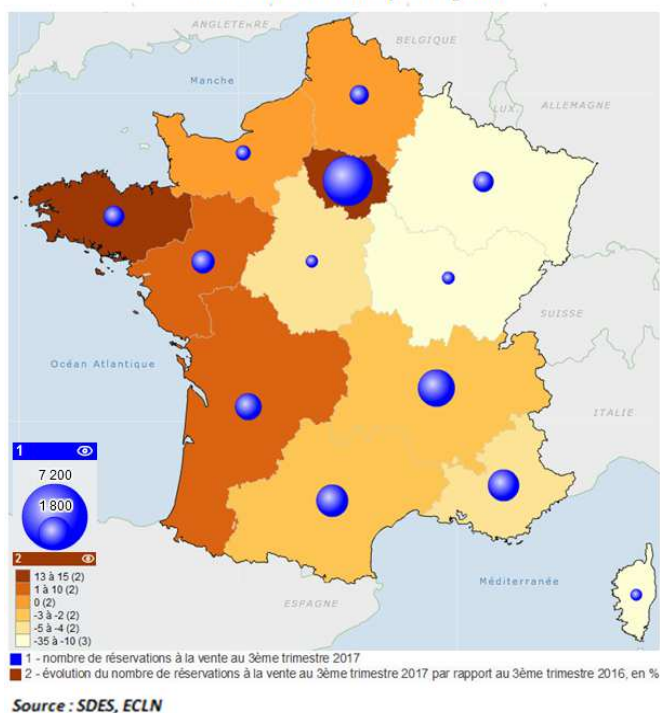 ANGLETERRE
BELGIQUE
Manche
LUX.
ALLEMAGNE
SUISSE
Océan Atlantique
ITALIE
1
7 200
1 800
2
13 à 15 (2)
1 à 10 (2)
0 (2)
-3 à -2 (2)
-5 à -4 (2)
-35 à -10 (3)
Méditerranée
ESPAGNE
1 - nombre de réservations à la vente au 3ème trimestre 2017
2 - évolution du nombre de réservations à la vente au 3ème trimestre 2017 par rapport au 3ème trimestre 2016, en %
Source : SDES, ECLN